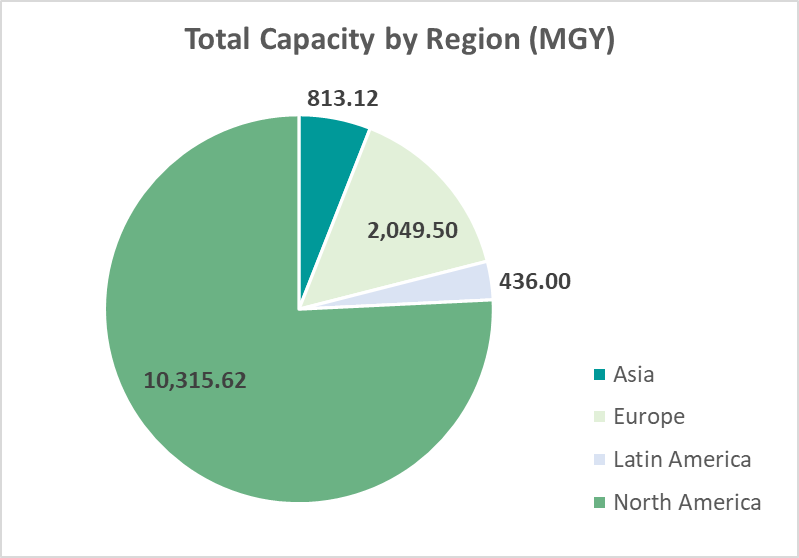 Total Capacity by Region (MGY)
813.12
2,049.50
436.00
10,315.62
Asia
Europe
Latin America
North America